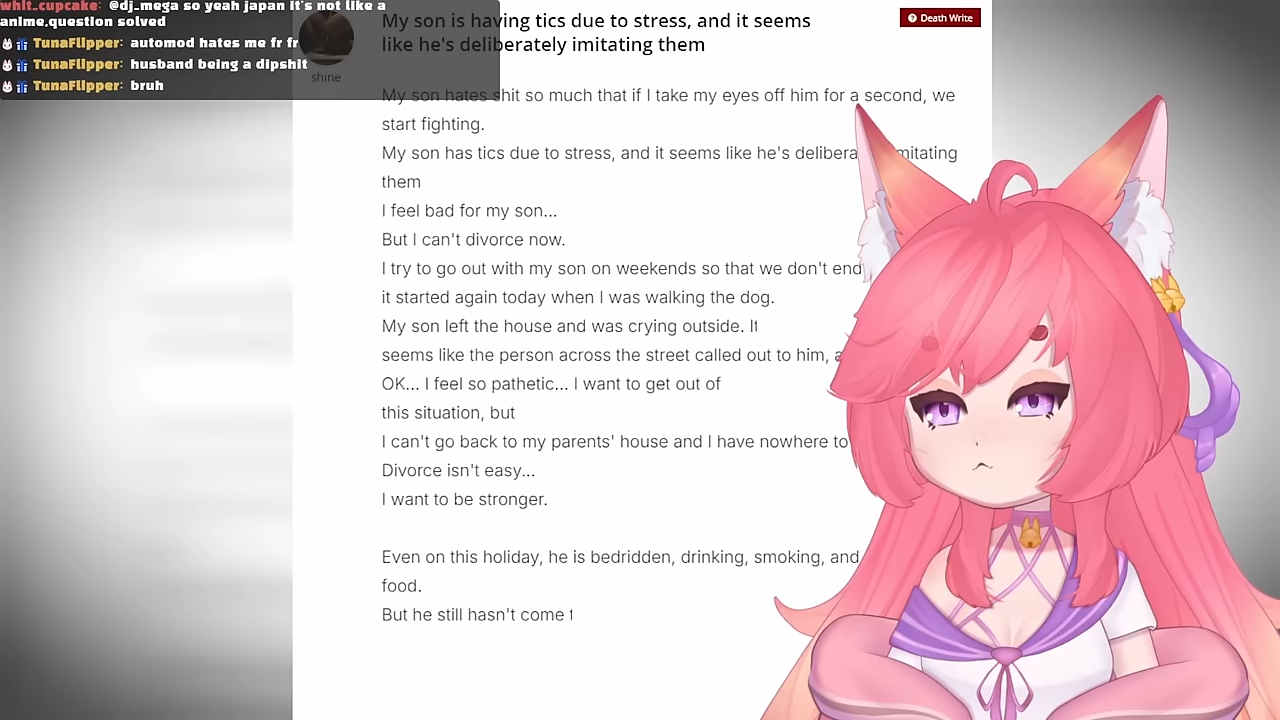 whit_cupcake: @dj_mega so yeah japan it's not like a
anime,question solved
TunaFlipper: automod hates me fr fr
TunaFlipper: husband being a dipshit
TunaFlipper: bruh
shine
My son is having tics due to stress, and it seems
like he's deliberately imitating them
Death Write
My son hates shit so much that if I take my eyes off him for a second, we
start fighting.
My son has tics due to stress, and it seems like he's delibera mitating
them
I feel bad for my son...
But I can't divorce now.
I try to go out with my son on weekends so that we don't end
it started again today when I was walking the dog.
My son left the house and was crying outside. It
seems like the person across the street called out to him,
OK... I feel so pathetic... I want to get out of
this situation, but
I can't go back to my parents' house and I have nowhere to
Divorce isn't easy...
I want to be stronger.
Even on this holiday, he is bedridden, drinking, smoking, and
food.
But he still hasn't come